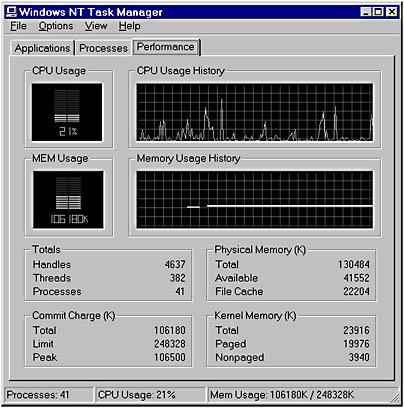 Windows NT Task Manager
File Options View Help
Applications Processes Performance
CPU Usage CPU Usage History
21%
MEM Usage Memory Usage History
106180K
Totals Physical Memory (K)
Handles 4637 Total 130484
Threads 382 Available 41552
Processes 41 File Cache 22204
Commit Charge (K) Kernel Memory (K)
Total 106180 Total 23916
Limit 248328 Paged 19976
Peak 106500 Nonpaged 3940
Processes: 41 CPU Usage: 21% Mem Usage: 106180K / 248328K